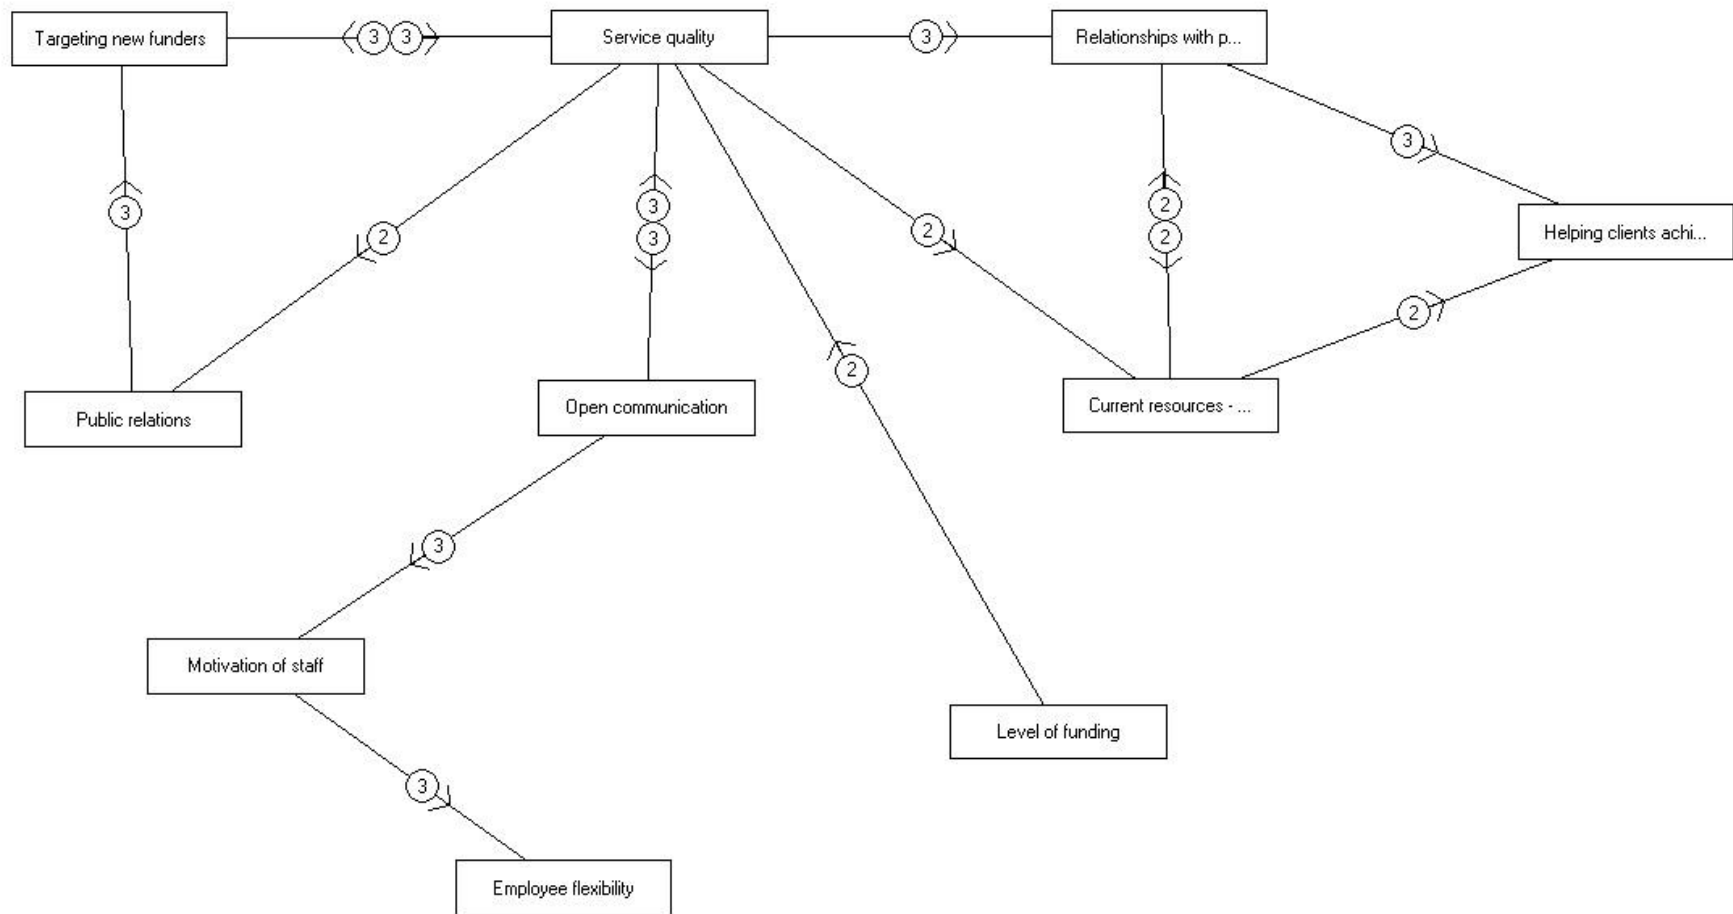 Targeting new funders
3
3
Service quality
3
Relationships with p...
3
3
2
3
3
2
2
2
Helping clients achi...
2
Public relations
Open communication
2
Current resources - ...
3
Motivation of staff
Level of funding
3
Employee flexibility